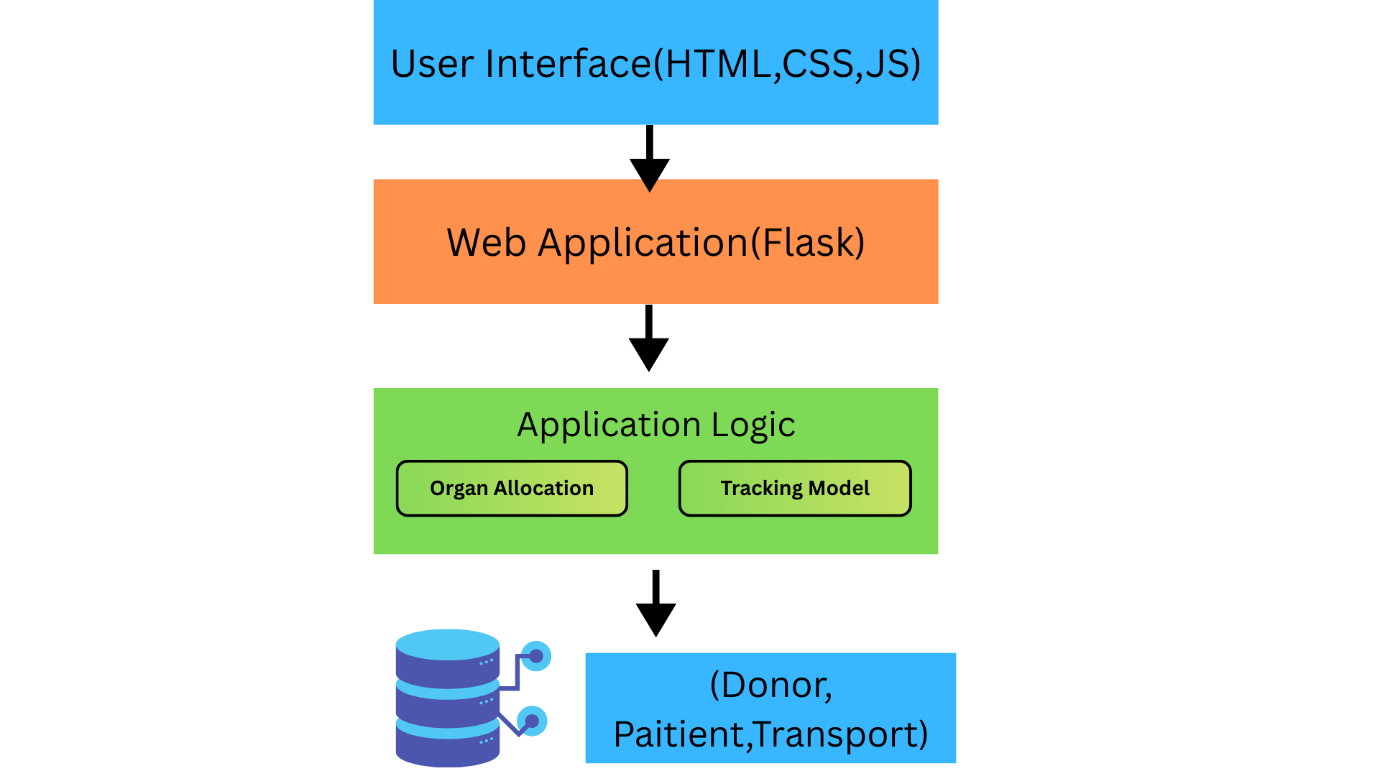 User Interface(HTML,CSS,JS)
Web Application(Flask)
Application Logic
Organ Allocation
Tracking Model
(Donor,
Paitient,Transport)